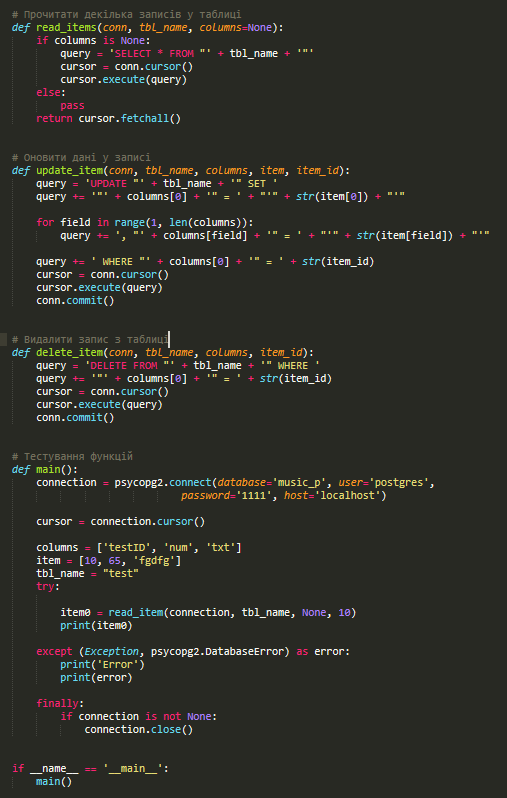 # Прочитати декілька записів у таблиці
def read_items(conn, tbl_name, columns=None):
    if columns is None:
        query = 'SELECT * FROM "' + tbl_name + '"'
        cursor = conn.cursor()
        cursor.execute(query)
    else:
        pass
    return cursor.fetchall()

# Оновити дані у записі
def update_item(conn, tbl_name, columns, item, item_id):
    query = 'UPDATE "' + tbl_name + '" SET '
    query += '"' + columns[0] + '" = ' + "'" + str(item[0]) + "'"

    for field in range(1, len(columns)):
        query += ', "' + columns[field] + '" = ' + "'" + str(item[field]) + "'"

    query += ' WHERE "' + columns[0] + '" = ' + str(item_id)
    cursor = conn.cursor()
    cursor.execute(query)
    conn.commit()

# Видалити запис з таблиці
def delete_item(conn, tbl_name, columns, item_id):
    query = 'DELETE FROM "' + tbl_name + '" WHERE '
    query += '"' + columns[0] + '" = ' + str(item_id)
    cursor = conn.cursor()
    cursor.execute(query)
    conn.commit()

# Тестування функцій
def main():
    connection = psycopg2.connect(database='music_p', user='postgres',
                            password='1111', host='localhost')

    cursor = connection.cursor()

    columns = ['testID', 'num', 'txt']
    item = [10, 65, 'fgdfg']
    tbl_name = "test"
    try:

        item0 = read_item(connection, tbl_name, None, 10)
        print(item0)

    except (Exception, psycopg2.DatabaseError) as error:
        print('Error')
        print(error)

    finally:
        if connection is not None:
            connection.close()

if __name__ == '__main__':
    main()